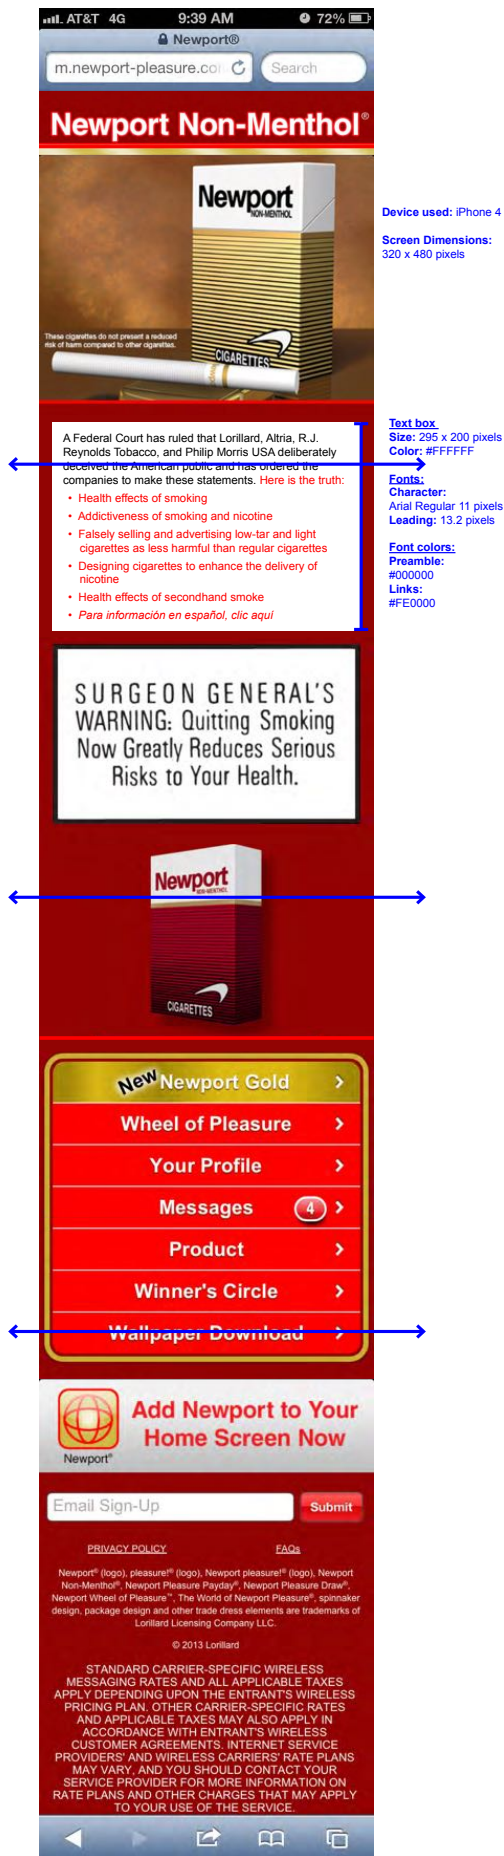 AT&T 4G 9:39 AM 72%
Newport®
m.newport-pleasure.co Search
Newport Non-Menthol®
Newport
NON-MENTHOL
CIGARETTES
These cigarettes do not present a reduced
risk of harm compared to other cigarettes.
Device used: iPhone 4
Screen Dimensions:
320 x 480 pixels
A Federal Court has ruled that Lorillard, Altria, R.J.
Reynolds Tobacco, and Philip Morris USA deliberately
deceived the American public and has ordered the
companies to make these statements. Here is the truth:
• Health effects of smoking
• Addictiveness of smoking and nicotine
• Falsely selling and advertising low-tar and light
cigarettes as less harmful than regular cigarettes
• Designing cigarettes to enhance the delivery of
nicotine
• Health effects of secondhand smoke
• Para información en español, clic aquí
Text box
Size: 295 x 200 pixels
Color: #FFFFFF
Fonts:
Character:
Arial Regular 11 pixels
Leading: 13.2 pixels
Font colors:
Preamble:
#000000
Links:
#FE0000
SURGEON GENERAL'S
WARNING: Quitting Smoking
Now Greatly Reduces Serious
Risks to Your Health.
Newport
NON-MENTHOL
CIGARETTES
New Newport Gold
Wheel of Pleasure
Your Profile
Messages 4
Product
Winner's Circle
Wallpaper Download
Add Newport to Your
Home Screen Now
Newport®
Email Sign-Up Submit
PRIVACY POLICY FAQs
Newport® (logo), pleasure!® (logo), Newport pleasure!® (logo), Newport
Non-Menthol®, Newport Pleasure Payday®, Newport Pleasure Draw®,
Newport Wheel of Pleasure™, The World of Newport Pleasure®, spinnaker
design, package design and other trade dress elements are trademarks of
Lorillard Licensing Company LLC.
© 2013 Lorillard
STANDARD CARRIER-SPECIFIC WIRELESS
MESSAGING RATES AND ALL APPLICABLE TAXES
APPLY DEPENDING UPON THE ENTRANT'S WIRELESS
PRICING PLAN. OTHER CARRIER-SPECIFIC RATES
AND APPLICABLE TAXES MAY ALSO APPLY IN
ACCORDANCE WITH ENTRANT'S WIRELESS
CUSTOMER AGREEMENTS. INTERNET SERVICE
PROVIDERS' AND WIRELESS CARRIERS' RATE PLANS
MAY VARY, AND YOU SHOULD CONTACT YOUR
SERVICE PROVIDER FOR MORE INFORMATION ON
RATE PLANS AND OTHER CHARGES THAT MAY APPLY
TO YOUR USE OF THE SERVICE.